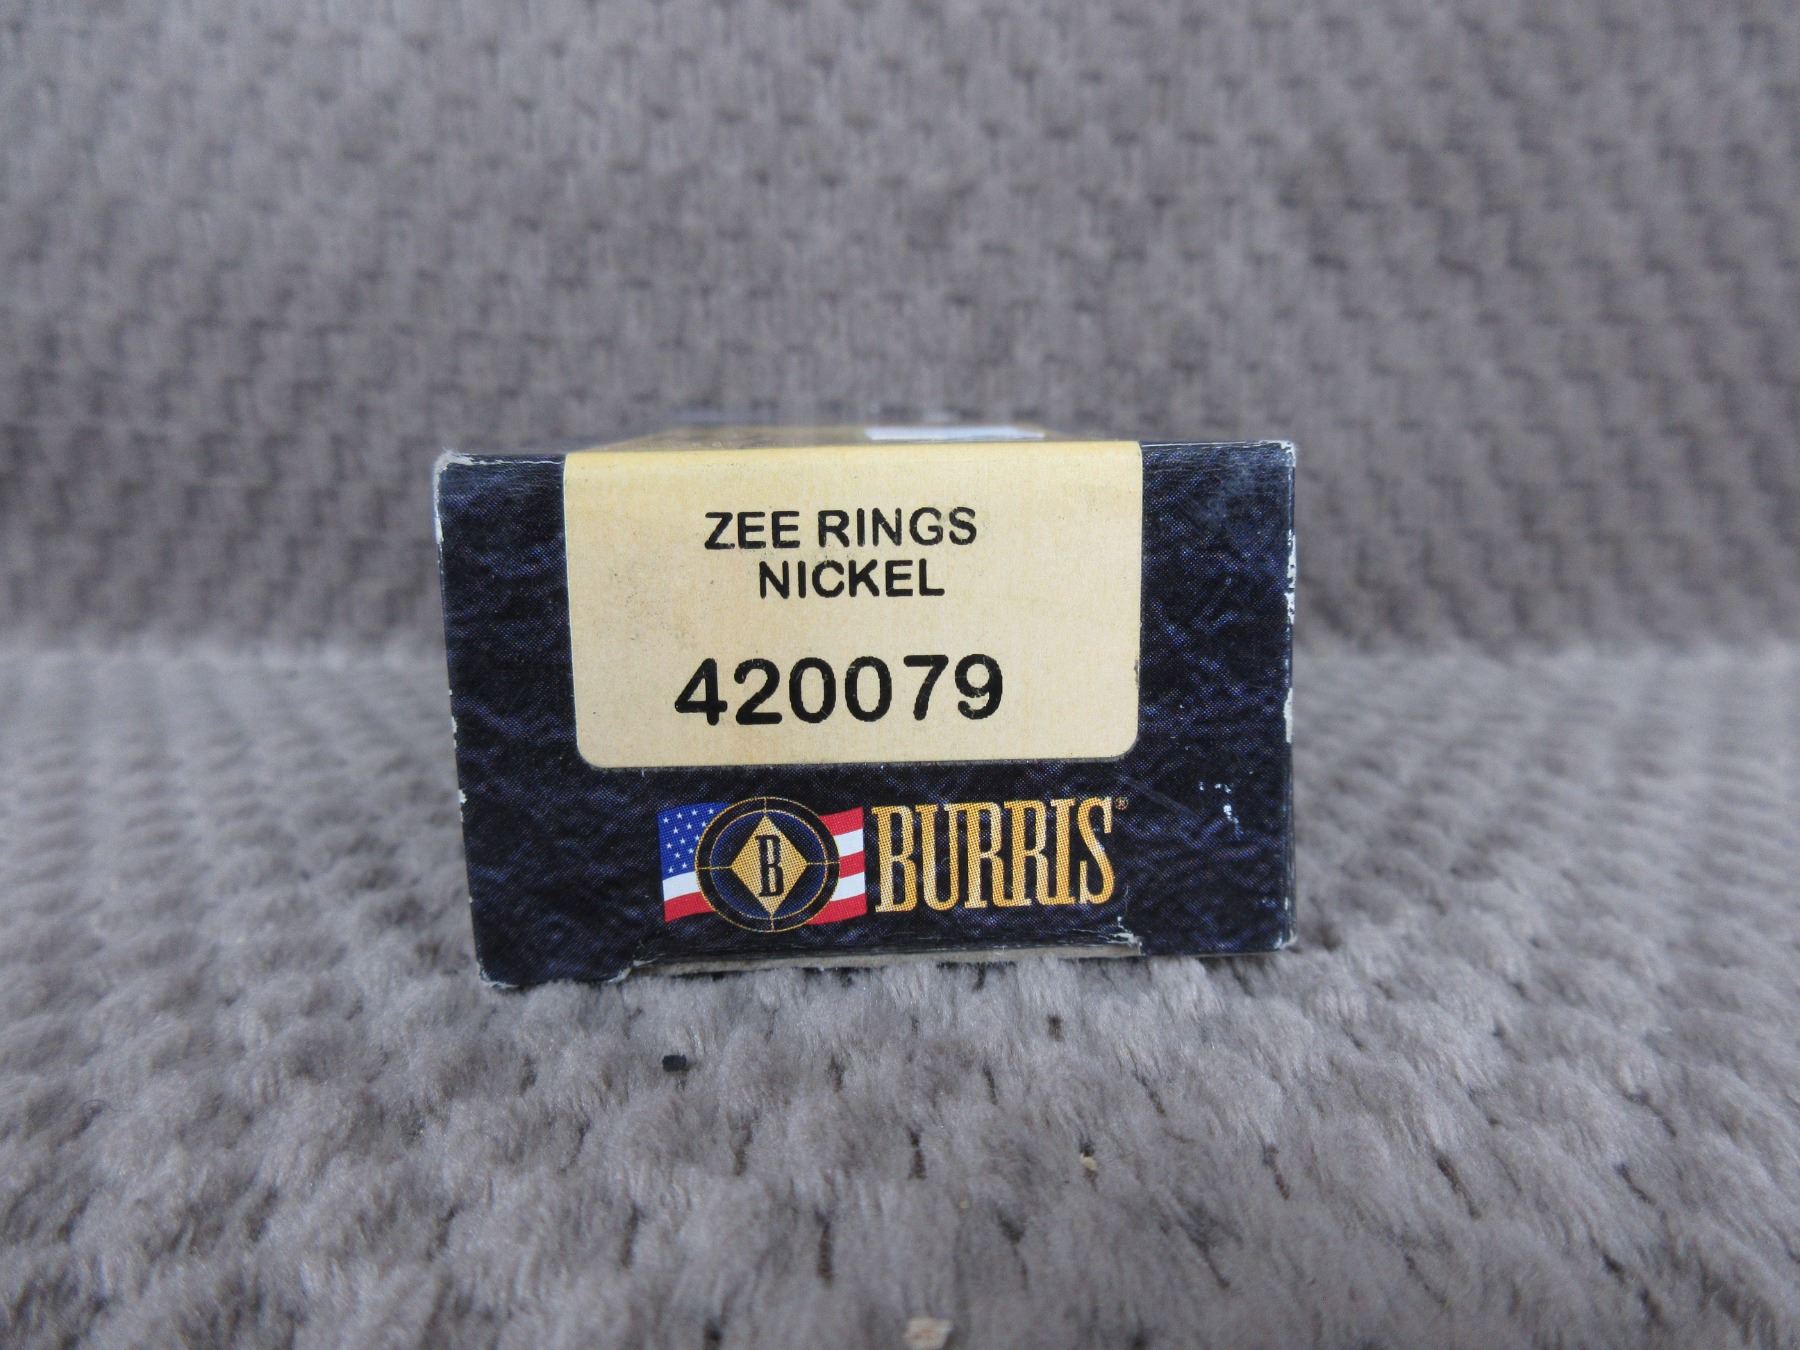 ZEE RINGS
NICKEL
420079
B BURRIS®